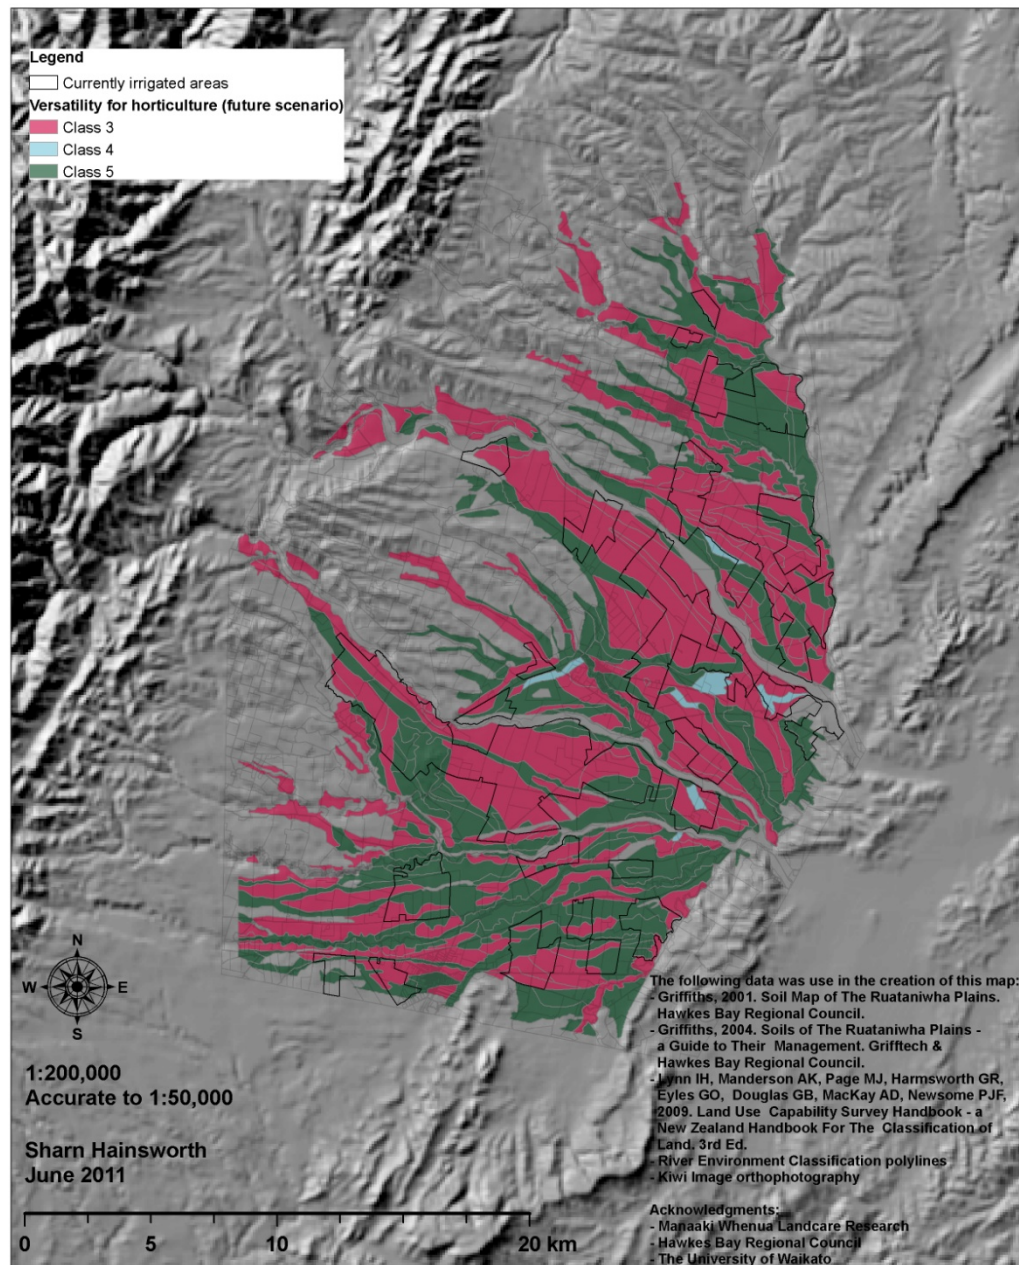 Legend
Currently irrigated areas
Versatility for horticulture (future scenario)
Class 3
Class 4
Class 5
N
W E
S
1:200,000
Accurate to 1:50,000
Sharn Hainsworth
June 2011
0 5 10 20 km
The following data was use in the creation of this map:
- Griffiths, 2001. Soil Map of The Ruataniwha Plains.
Hawkes Bay Regional Council.
- Griffiths, 2004. Soils of The Ruataniwha Plains -
a Guide to Their Management. Grifftech &
Hawkes Bay Regional Council.
- Lynn IH, Manderson AK, Page MJ, Harmsworth GR,
Eyles GO, Douglas GB, MacKay AD, Newsome PJF,
2009. Land Use Capability Survey Handbook - a
New Zealand Handbook For The Classification of
Land. 3rd Ed.
- River Environment Classification polylines
- Kiwi Image orthophotography
Acknowledgments:
- Manaaki Whenua Landcare Research
- Hawkes Bay Regional Council
- The University of Waikato